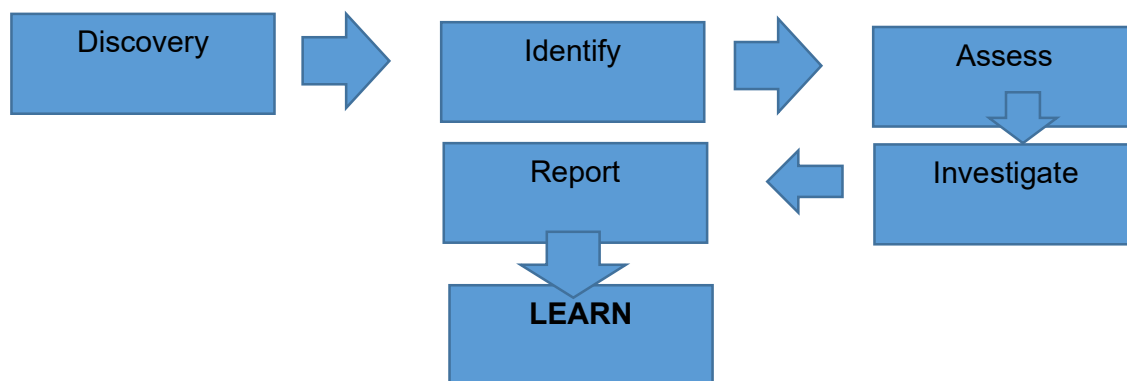 Discovery
Identify
Assess
Investigate
Report
LEARN